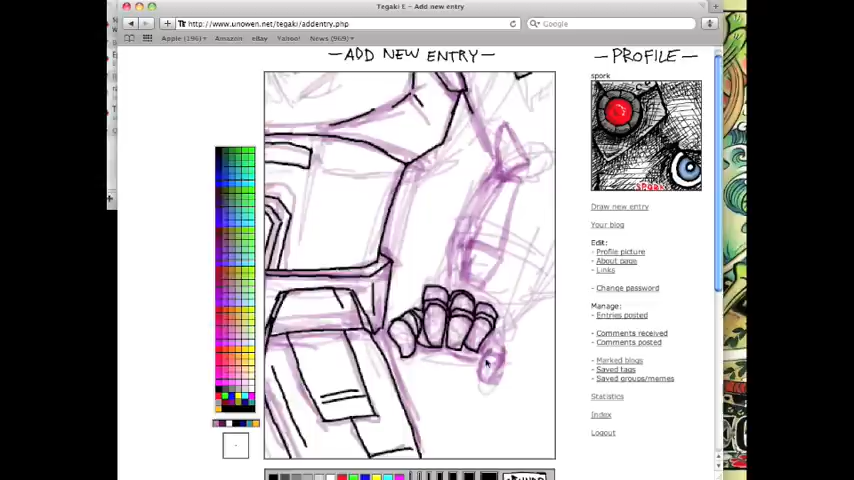 Tegaki E – Add new entry
http://www.unowen.net/tegaki/addentry.php
Google
Apple (196) Amazon eBay Yahoo! News (969)
—ADD NEW ENTRY—
—PROFILE—
spork
spork
Draw new entry
Your blog
Edit:
- Profile picture
- About page
- Links
- Change password
Manage:
- Entries posted
- Comments received
- Comments posted
- Marked blogs
- Saved tags
- Saved groups/memes
Statistics
Index
Logout
UNDO